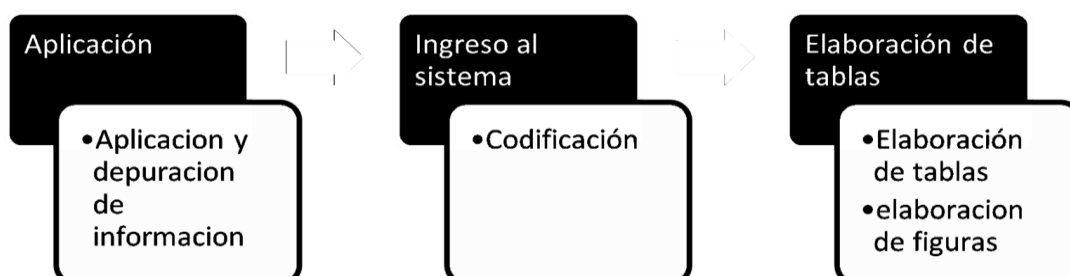 Aplicación
•Aplicacion y
depuracion
de
informacion
Ingreso al
sistema
•Codificación
Elaboración de
tablas
•Elaboración
de tablas
•elaboracion
de figuras